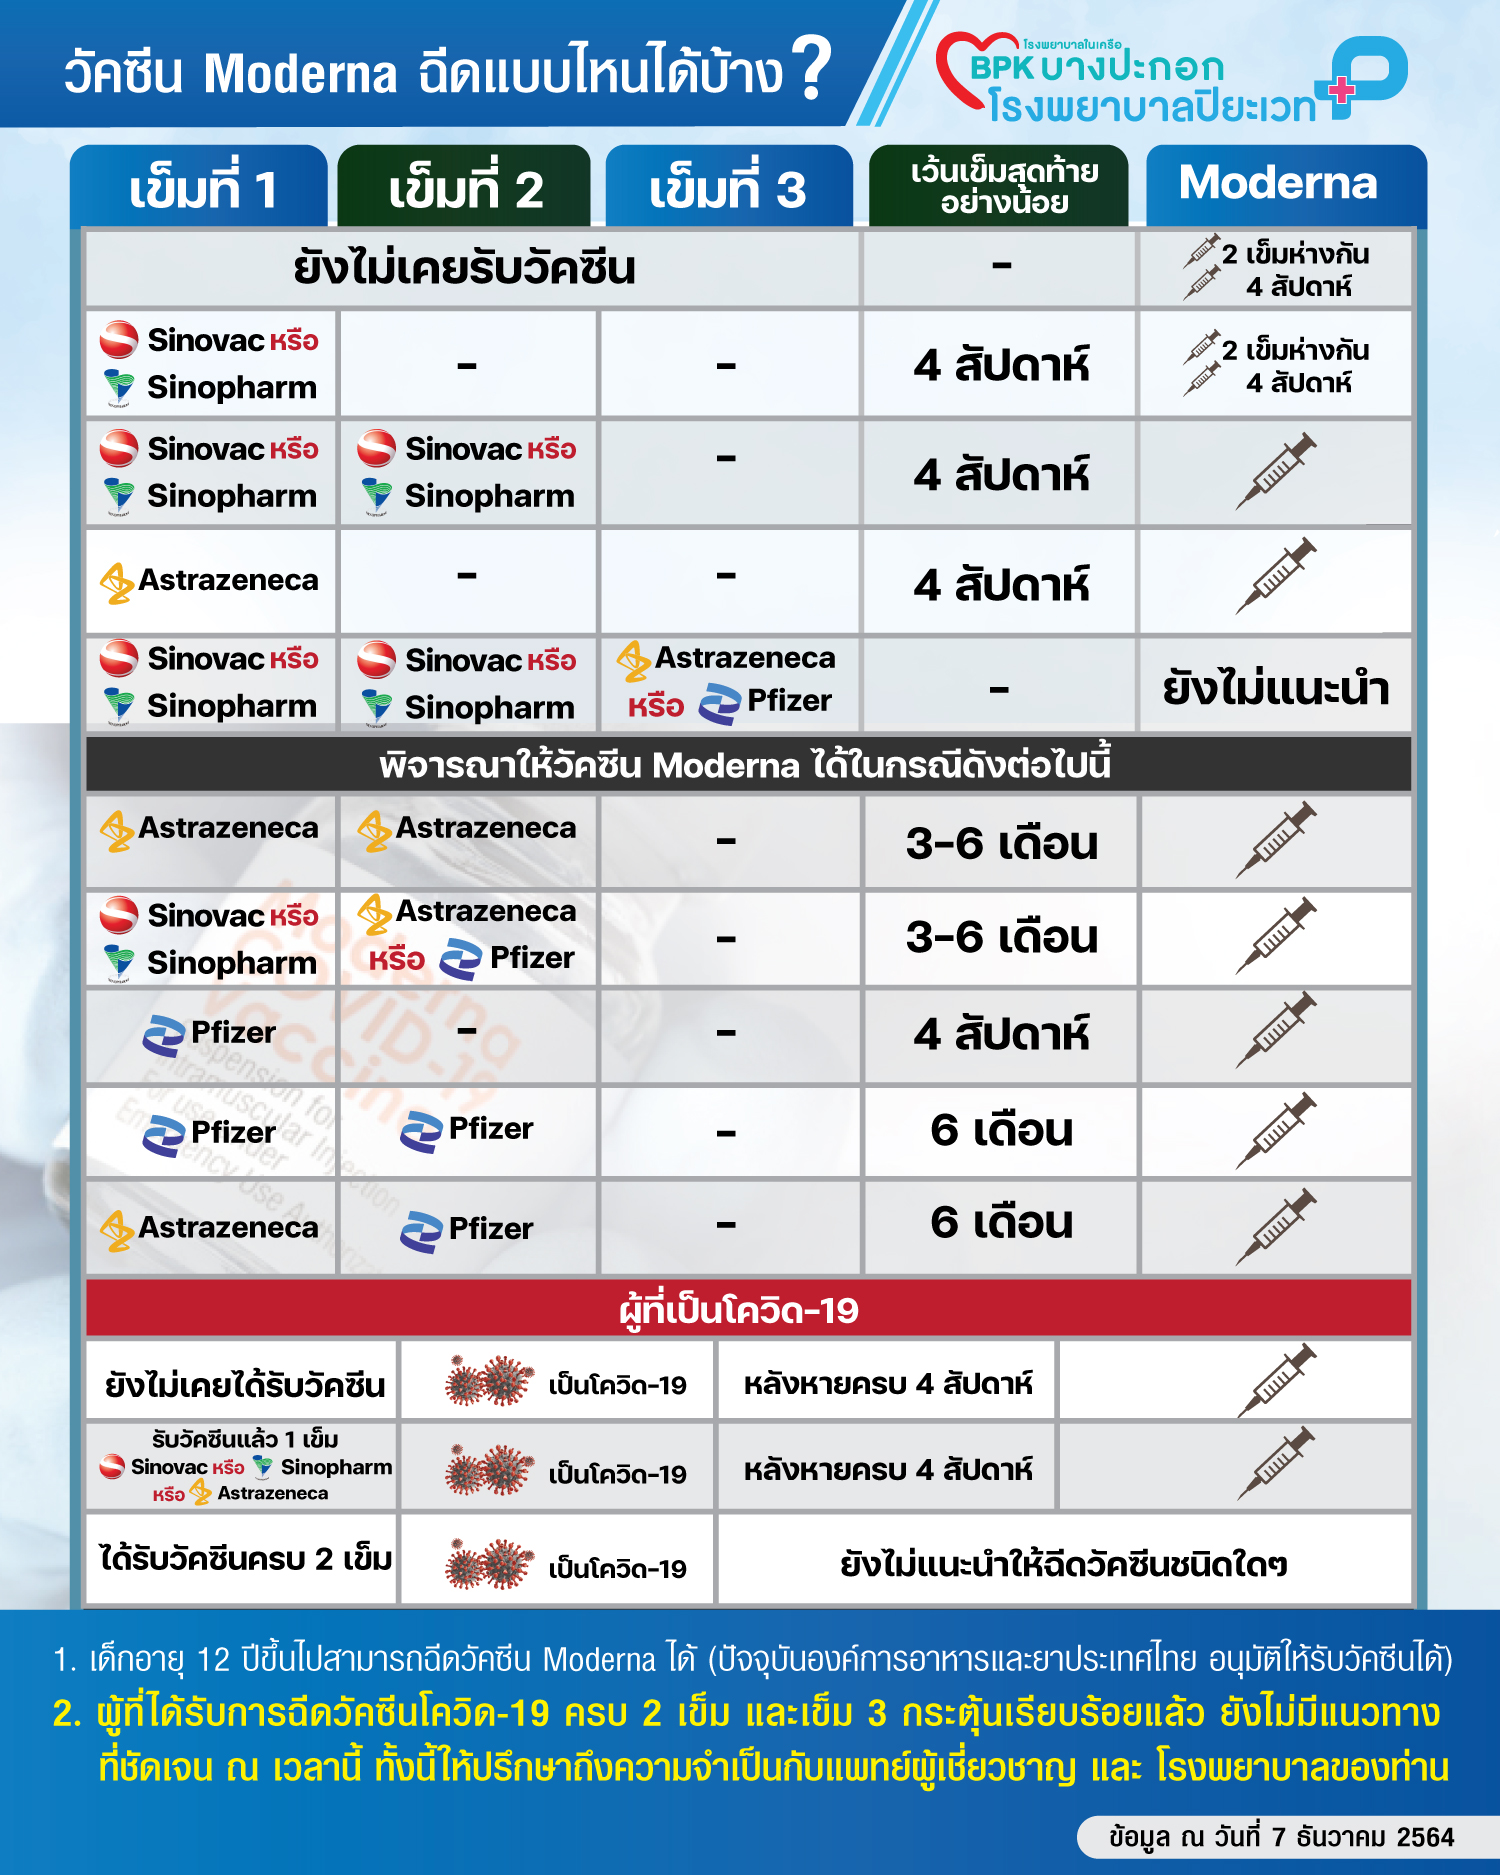 วัคซีน Moderna ฉีดแบบไหนได้บ้าง ?
โรงพยาบาลในเครือ
BPK บางปะกอก
โรงพยาบาลปิยะเวท
เข็มที่ 1
เข็มที่ 2
เข็มที่ 3
เว้นเข็มสุดท้าย
อย่างน้อย
Moderna
ยังไม่เคยรับวัคซีน
-
2 เข็มห่างกัน
4 สัปดาห์
Sinovac หรือ
Sinopharm
-
-
4 สัปดาห์
2 เข็มห่างกัน
4 สัปดาห์
Sinovac หรือ
Sinopharm
Sinovac หรือ
Sinopharm
-
4 สัปดาห์
Astrazeneca
-
-
4 สัปดาห์
Sinovac หรือ
Sinopharm
Sinovac หรือ
Sinopharm
Astrazeneca
หรือ Pfizer
-
ยังไม่แนะนำ
พิจารณาให้วัคซีน Moderna ได้ในกรณีดังต่อไปนี้
Astrazeneca
Astrazeneca
-
3-6 เดือน
Sinovac หรือ
Sinopharm
Astrazeneca
หรือ Pfizer
-
3-6 เดือน
Pfizer
-
-
4 สัปดาห์
Pfizer
Pfizer
-
6 เดือน
Astrazeneca
Pfizer
-
6 เดือน
ผู้ที่เป็นโควิด-19
ยังไม่เคยได้รับวัคซีน
เป็นโควิด-19
หลังหายครบ 4 สัปดาห์
รับวัคซีนแล้ว 1 เข็ม
Sinovac หรือ Sinopharm
หรือ Astrazeneca
เป็นโควิด-19
หลังหายครบ 4 สัปดาห์
ได้รับวัคซีนครบ 2 เข็ม
เป็นโควิด-19
ยังไม่แนะนำให้ฉีดวัคซีนชนิดใดๆ
1. เด็กอายุ 12 ปีขึ้นไปสามารถฉีดวัคซีน Moderna ได้ (ปัจจุบันองค์การอาหารและยาประเทศไทย อนุมัติให้รับวัคซีนได้)
2. ผู้ที่ได้รับการฉีดวัคซีนโควิด-19 ครบ 2 เข็ม และเข็ม 3 กระตุ้นเรียบร้อยแล้ว ยังไม่มีแนวทาง
ที่ชัดเจน ณ เวลานี้ ทั้งนี้ให้ปรึกษาถึงความจำเป็นกับแพทย์ผู้เชี่ยวชาญ และ โรงพยาบาลของท่าน
ข้อมูล ณ วันที่ 7 ธันวาคม 2564